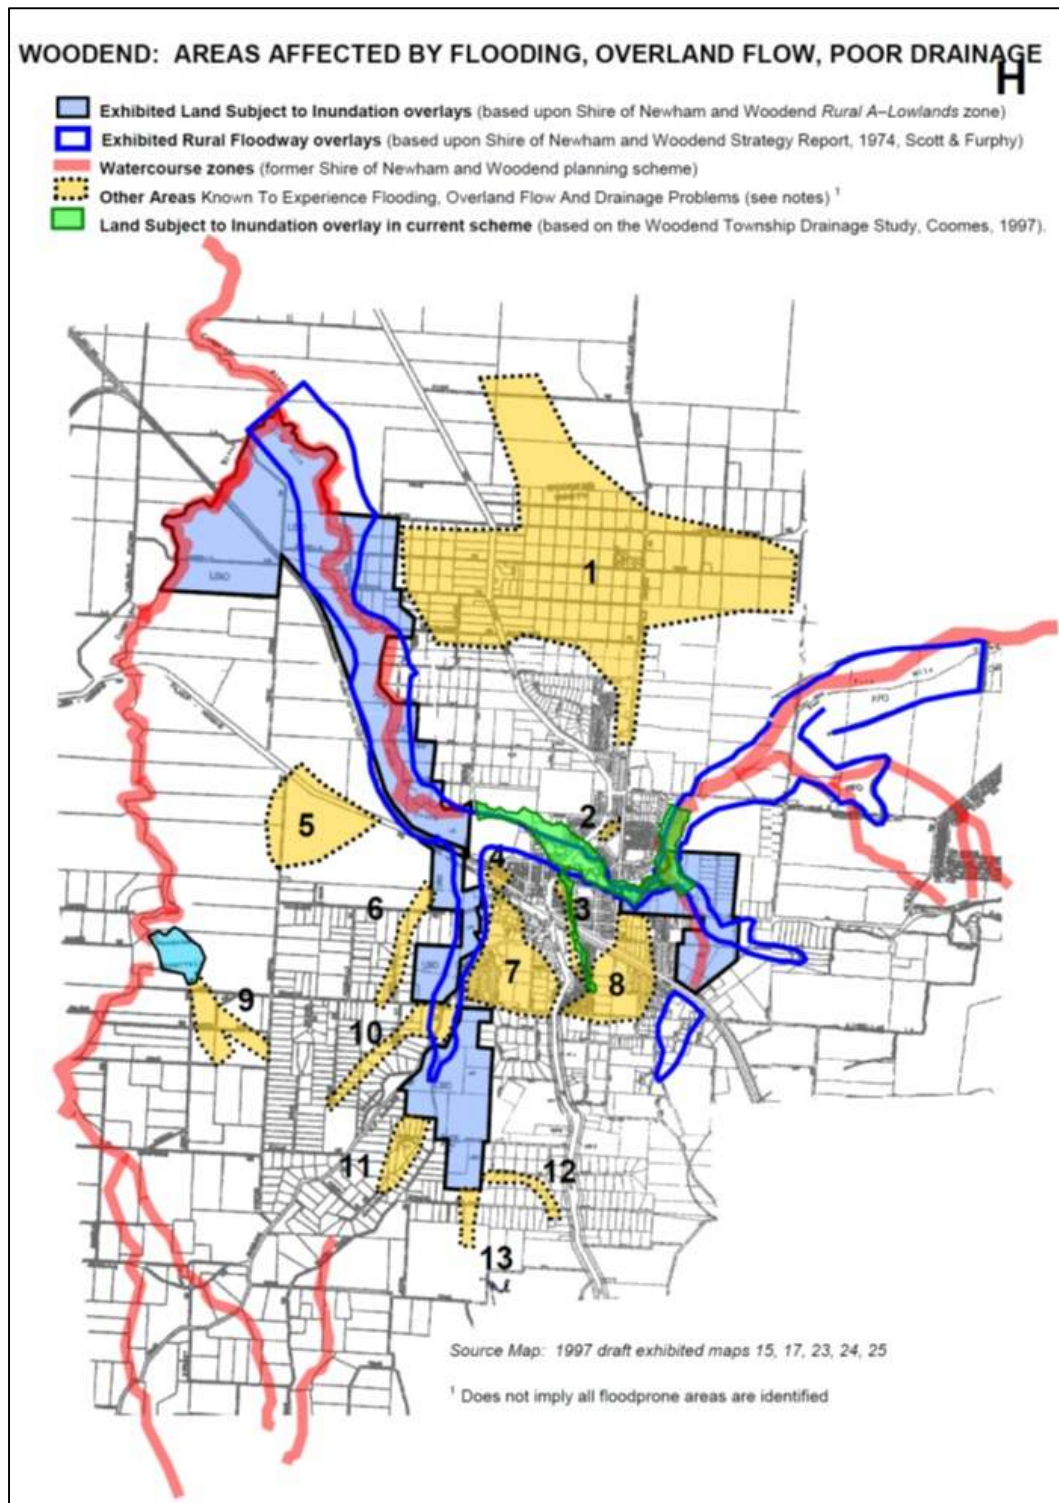 WOODEND: AREAS AFFECTED BY FLOODING, OVERLAND FLOW, POOR DRAINAGE
H
Exhibited Land Subject to Inundation overlays (based upon Shire of Newham and Woodend Rural A–Lowlands zone)
Exhibited Rural Floodway overlays (based upon Shire of Newham and Woodend Strategy Report, 1974, Scott & Furphy)
Watercourse zones (former Shire of Newham and Woodend planning scheme)
Other Areas Known To Experience Flooding, Overland Flow And Drainage Problems (see notes) 1
Land Subject to Inundation overlay in current scheme (based on the Woodend Township Drainage Study, Coomes, 1997).
1
LSIO
RFO
2
5
4
6
3
7
8
9
10
11
12
13
Source Map: 1997 draft exhibited maps 15, 17, 23, 24, 25
1 Does not imply all floodprone areas are identified